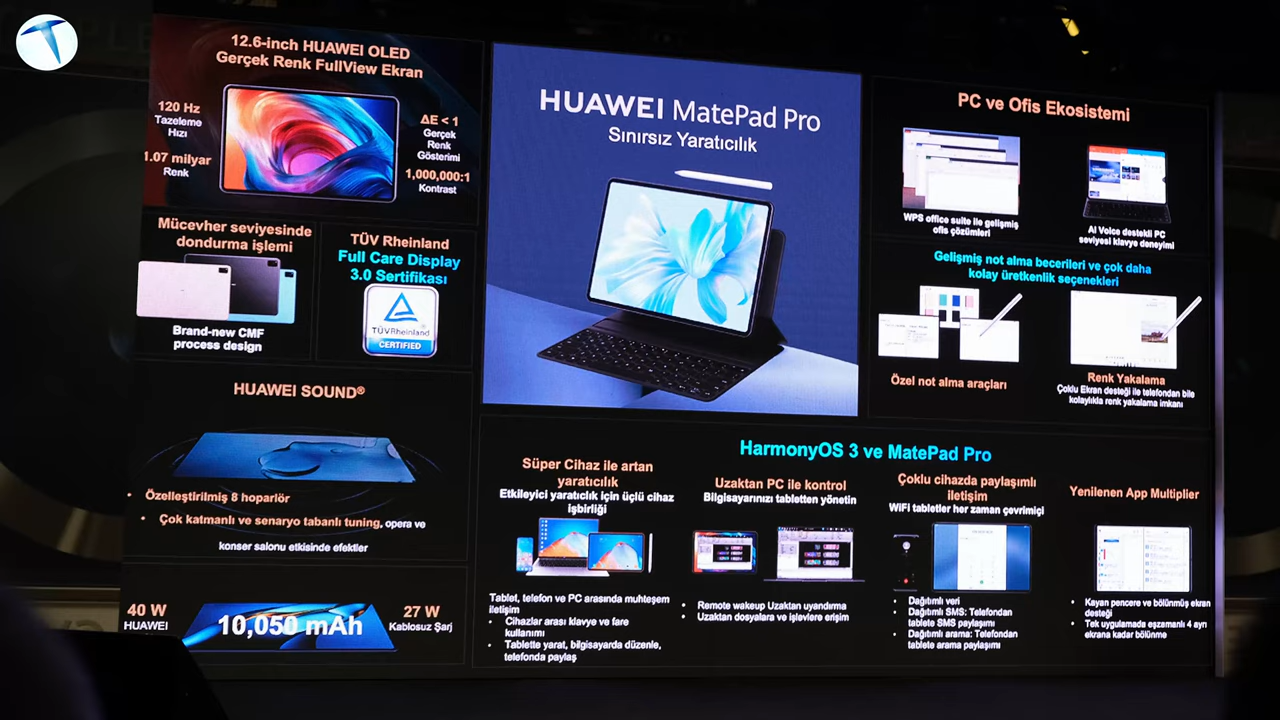 12.6-inch HUAWEI OLED
Gerçek Renk FullView Ekran
120 Hz
Tazeleme
Hızı
1.07 milyar
Renk
ΔE < 1
Gerçek
Renk
Gösterimi
1,000,000:1
Kontrast
Mücevher seviyesinde
dondurma işlemi
Brand-new CMF
process design
TÜV Rheinland
Full Care Display
3.0 Sertifikası
TÜVRheinland
CERTIFIED
HUAWEI SOUND®
• Özelleştirilmiş 8 hoparlör
• Çok katmanlı ve senaryo tabanlı tuning, opera ve
konser salonu etkisinde efektler
40 W
HUAWEI
10,050 mAh
27 W
Kablosuz Şarj
HUAWEI MatePad Pro
Sınırsız Yaratıcılık
PC ve Ofis Ekosistemi
WPS office suite ile gelişmiş
ofis çözümleri
AI Voice destekli PC
seviyesi klavye deneyimi
Gelişmiş not alma becerileri ve çok daha
kolay üretkenlik seçenekleri
Özel not alma araçları
Renk Yakalama
Çoklu Ekran desteği ile telefondan bile
kolaylıkla renk yakalama imkanı
HarmonyOS 3 ve MatePad Pro
Süper Cihaz ile artan
yaratıcılık
Etkileyici yaratıcılık için üçlü cihaz
işbirliği
Tablet, telefon ve PC arasında muhteşem
iletişim
• Cihazlar arası klavye ve fare
kullanımı
• Tablette yarat, bilgisayarda düzenle,
telefonda paylaş
Uzaktan PC ile kontrol
Bilgisayarınızı tabletten yönetin
• Remote wakeup Uzaktan uyandırma
• Uzaktan dosyalara ve işlevlere erişim
Çoklu cihazda paylaşımlı
iletişim
WiFi tabletler her zaman çevrimiçi
• Dağıtımlı veri
• Dağıtımlı SMS: Telefondan
tablete SMS paylaşımı
• Dağıtımlı arama: Telefondan
tablete arama paylaşımı
Yenilenen App Multiplier
• Kayan pencere ve bölünmüş ekran
desteği
• Tek uygulamada eşzamanlı 4 ayrı
ekrana kadar bölünme